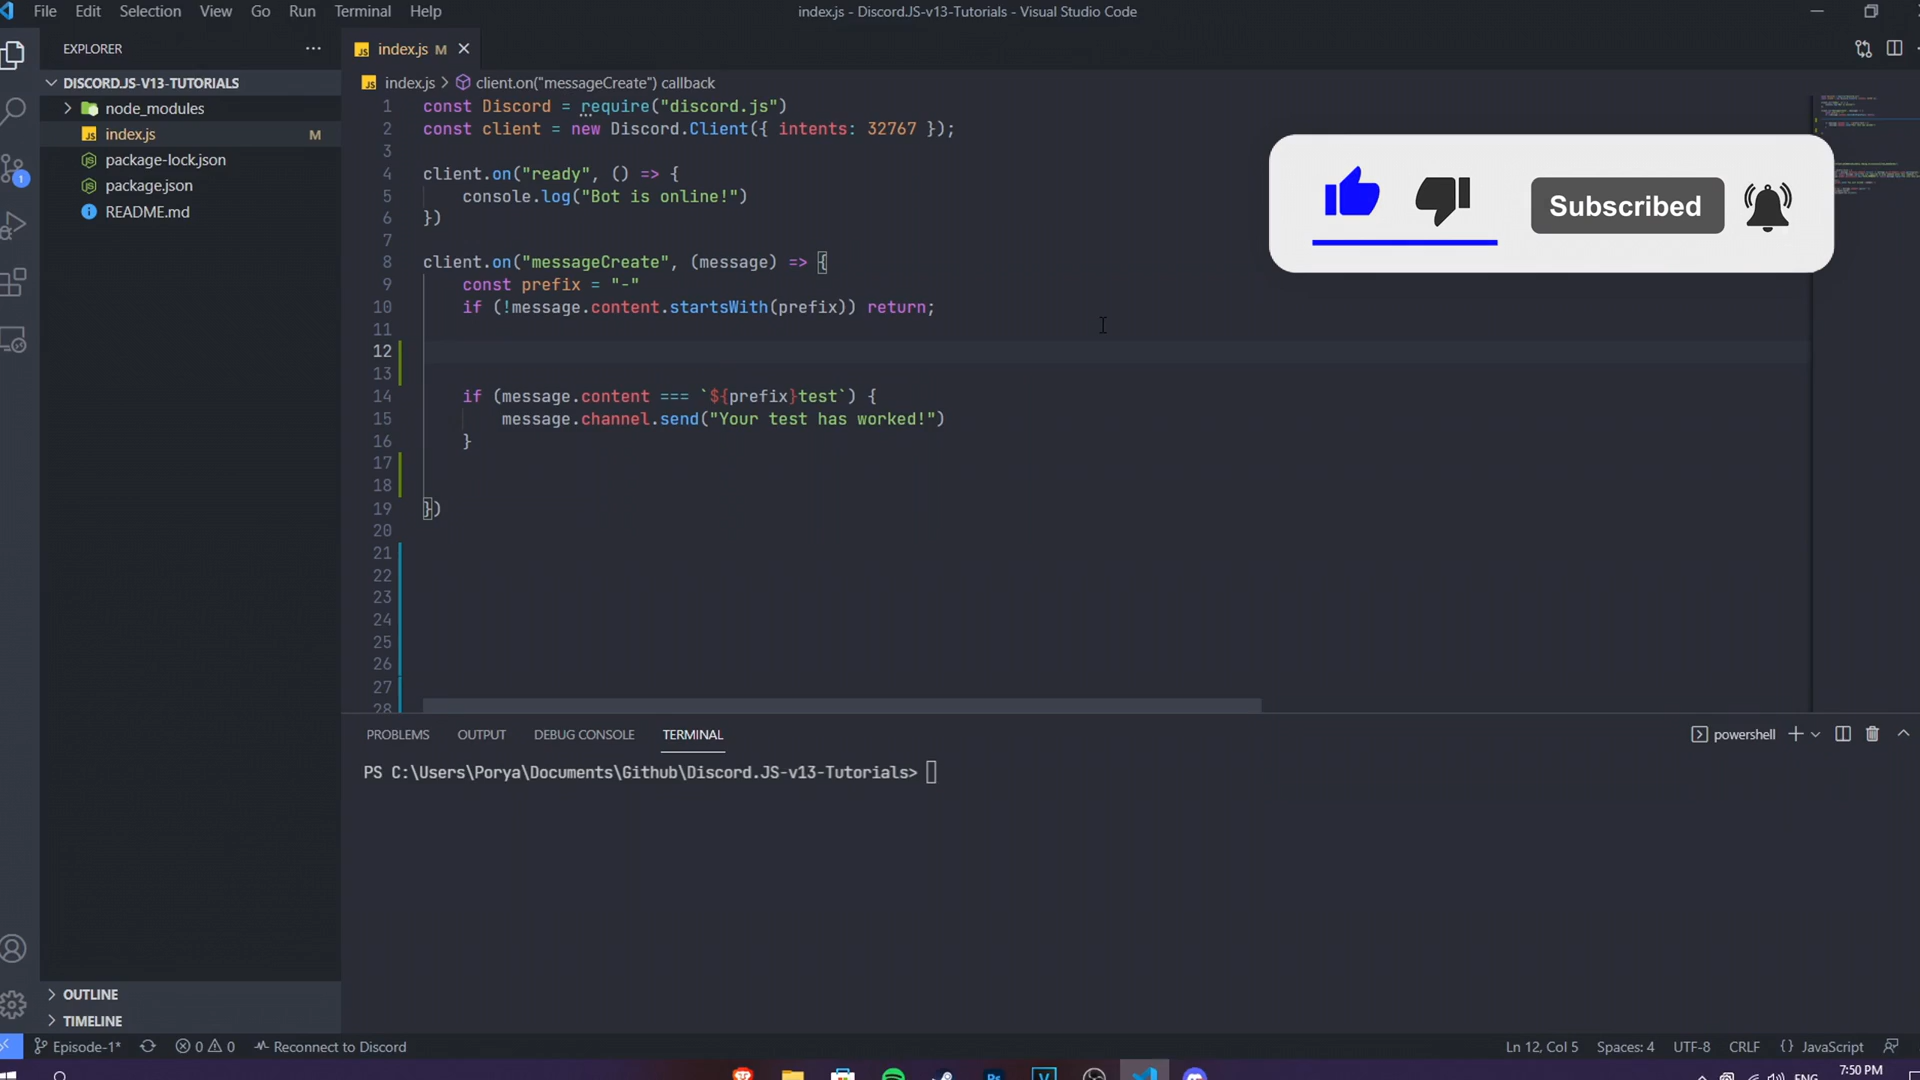 File Edit Selection View Go Run Terminal Help
index.js - Discord.JS-v13-Tutorials - Visual Studio Code
EXPLORER
DISCORD.JS-V13-TUTORIALS
node_modules
index.js M
package-lock.json
package.json
README.md
OUTLINE
TIMELINE
index.js M
index.js > client.on("messageCreate") callback
1 const Discord = require("discord.js")
2 const client = new Discord.Client({ intents: 32767 });
3
4 client.on("ready", () => {
5 console.log("Bot is online!")
6 })
7
8 client.on("messageCreate", (message) => {
9 const prefix = "-"
10 if (!message.content.startsWith(prefix)) return;
11
12
13
14 if (message.content === `${prefix}test`) {
15 message.channel.send("Your test has worked!")
16 }
17
18
19 })
20
21
22
23
24
25
26
27
28
Subscribed
PROBLEMS OUTPUT DEBUG CONSOLE TERMINAL
powershell
PS C:\Users\Porya\Documents\Github\Discord.JS-v13-Tutorials>
1
Episode-1* 0 0 Reconnect to Discord
Ln 12, Col 5 Spaces: 4 UTF-8 CRLF {} JavaScript
Ps V
ENG 7:50 PM